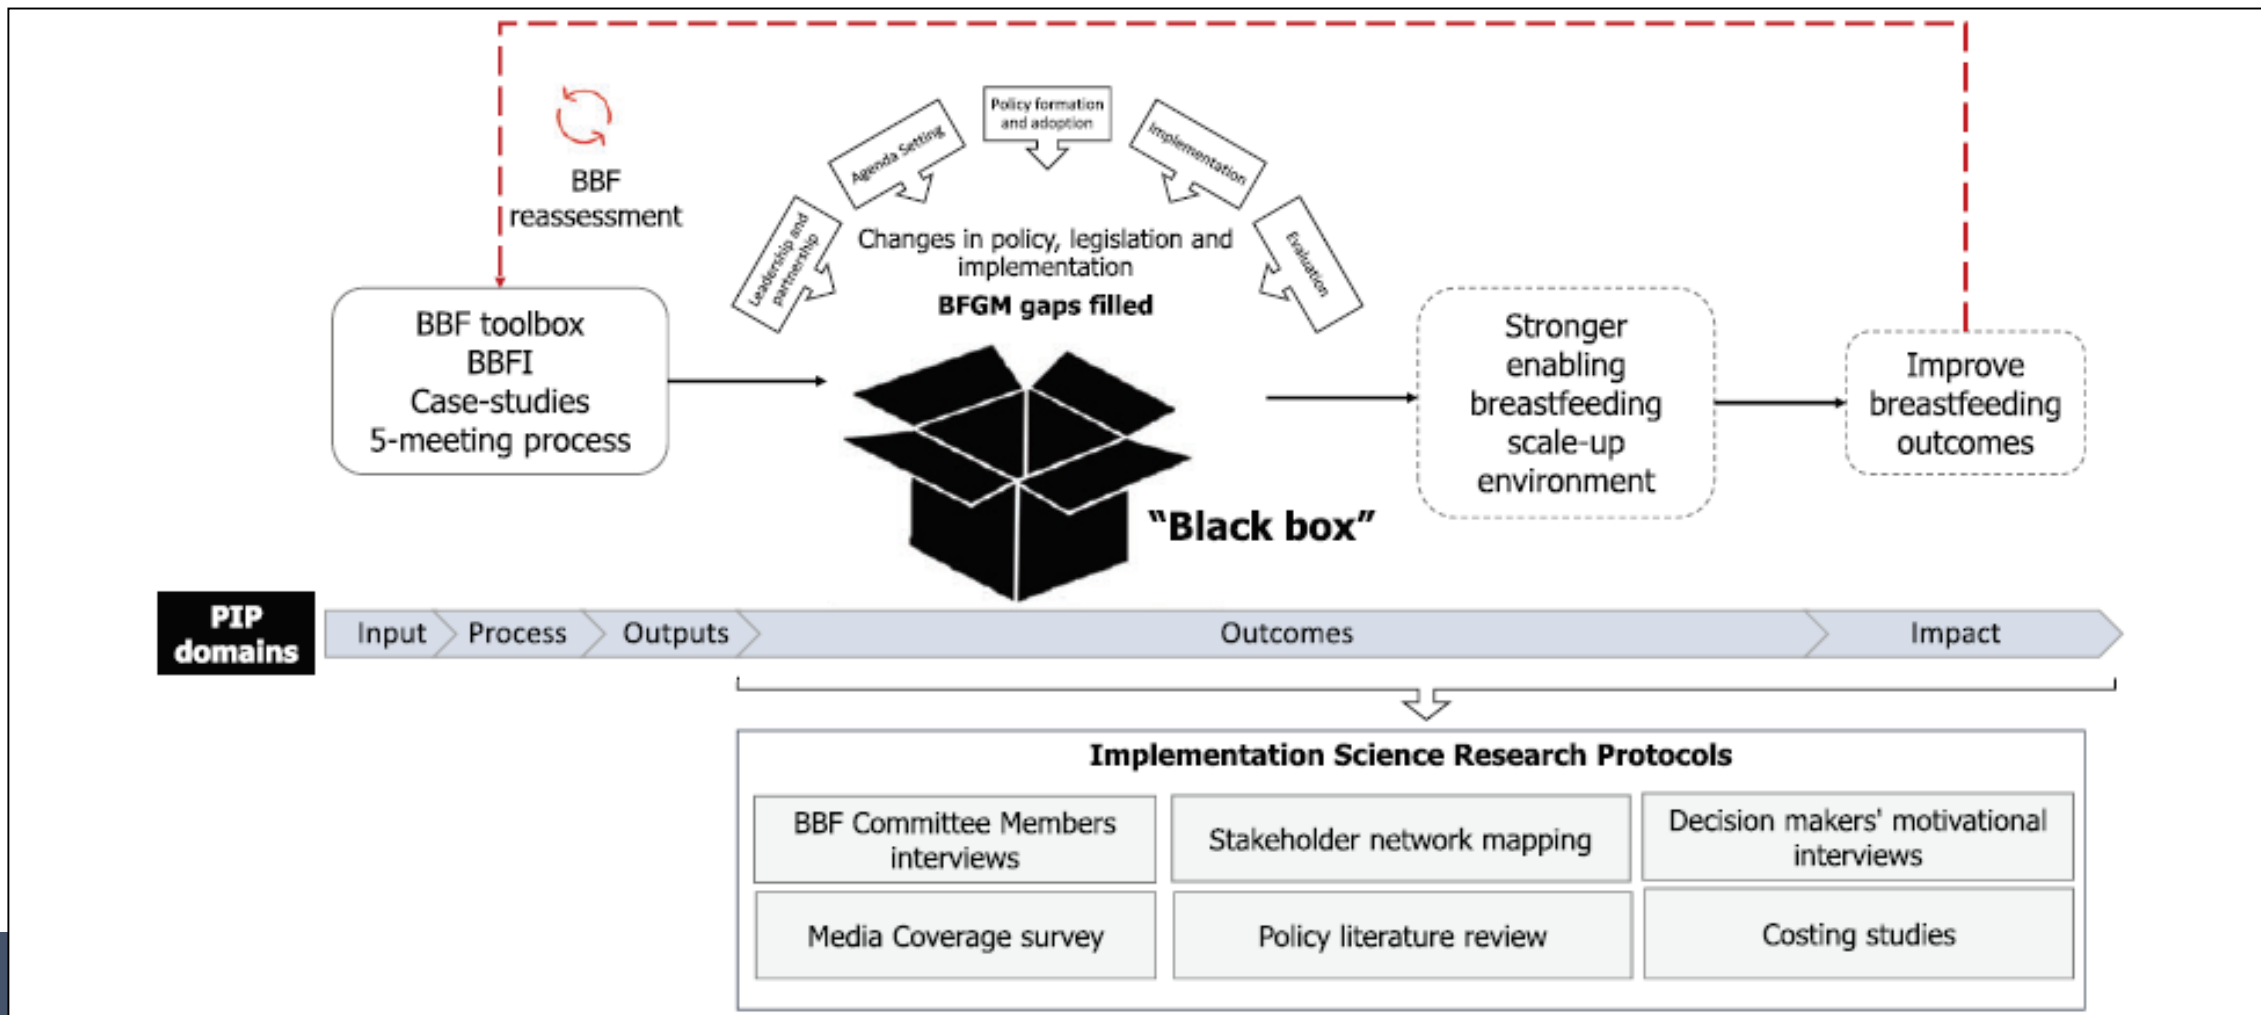 BBF
reassessment
BBF toolbox
BBFI
Case-studies
5-meeting process
Leadership and
partnership
Agenda Setting
Policy formation
and adoption
Implementation
Evaluation
Changes in policy, legislation and
implementation
BFGM gaps filled
"Black box"
Stronger
enabling
breastfeeding
scale-up
environment
Improve
breastfeeding
outcomes
PIP
domains
Input
Process
Outputs
Outcomes
Impact
Implementation Science Research Protocols
BBF Committee Members
interviews
Stakeholder network mapping
Decision makers' motivational
interviews
Media Coverage survey
Policy literature review
Costing studies